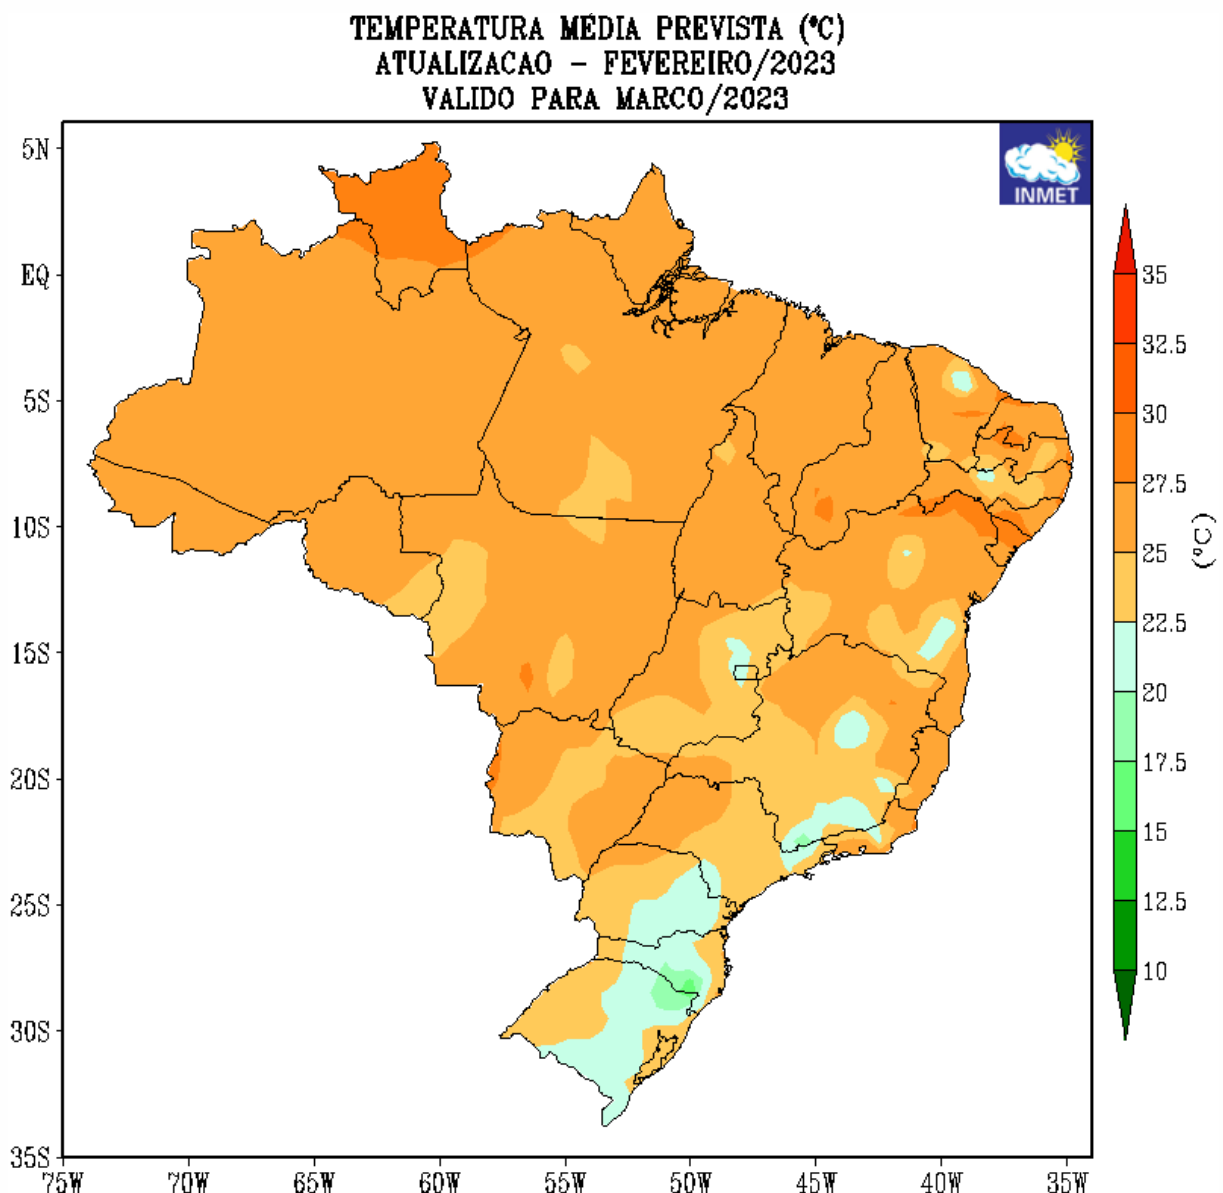 TEMPERATURA MÉDIA PREVISTA (ºC)
ATUALIZACAO - FEVEREIRO/2023
VALIDO PARA MARCO/2023
INMET
5N
EQ
5S
10S
15S
20S
25S
30S
35S
75W 70W 65W 60W 55W 50W 45W 40W 35W
35
32.5
30
27.5
25
22.5
20
17.5
15
12.5
10
(ºC)